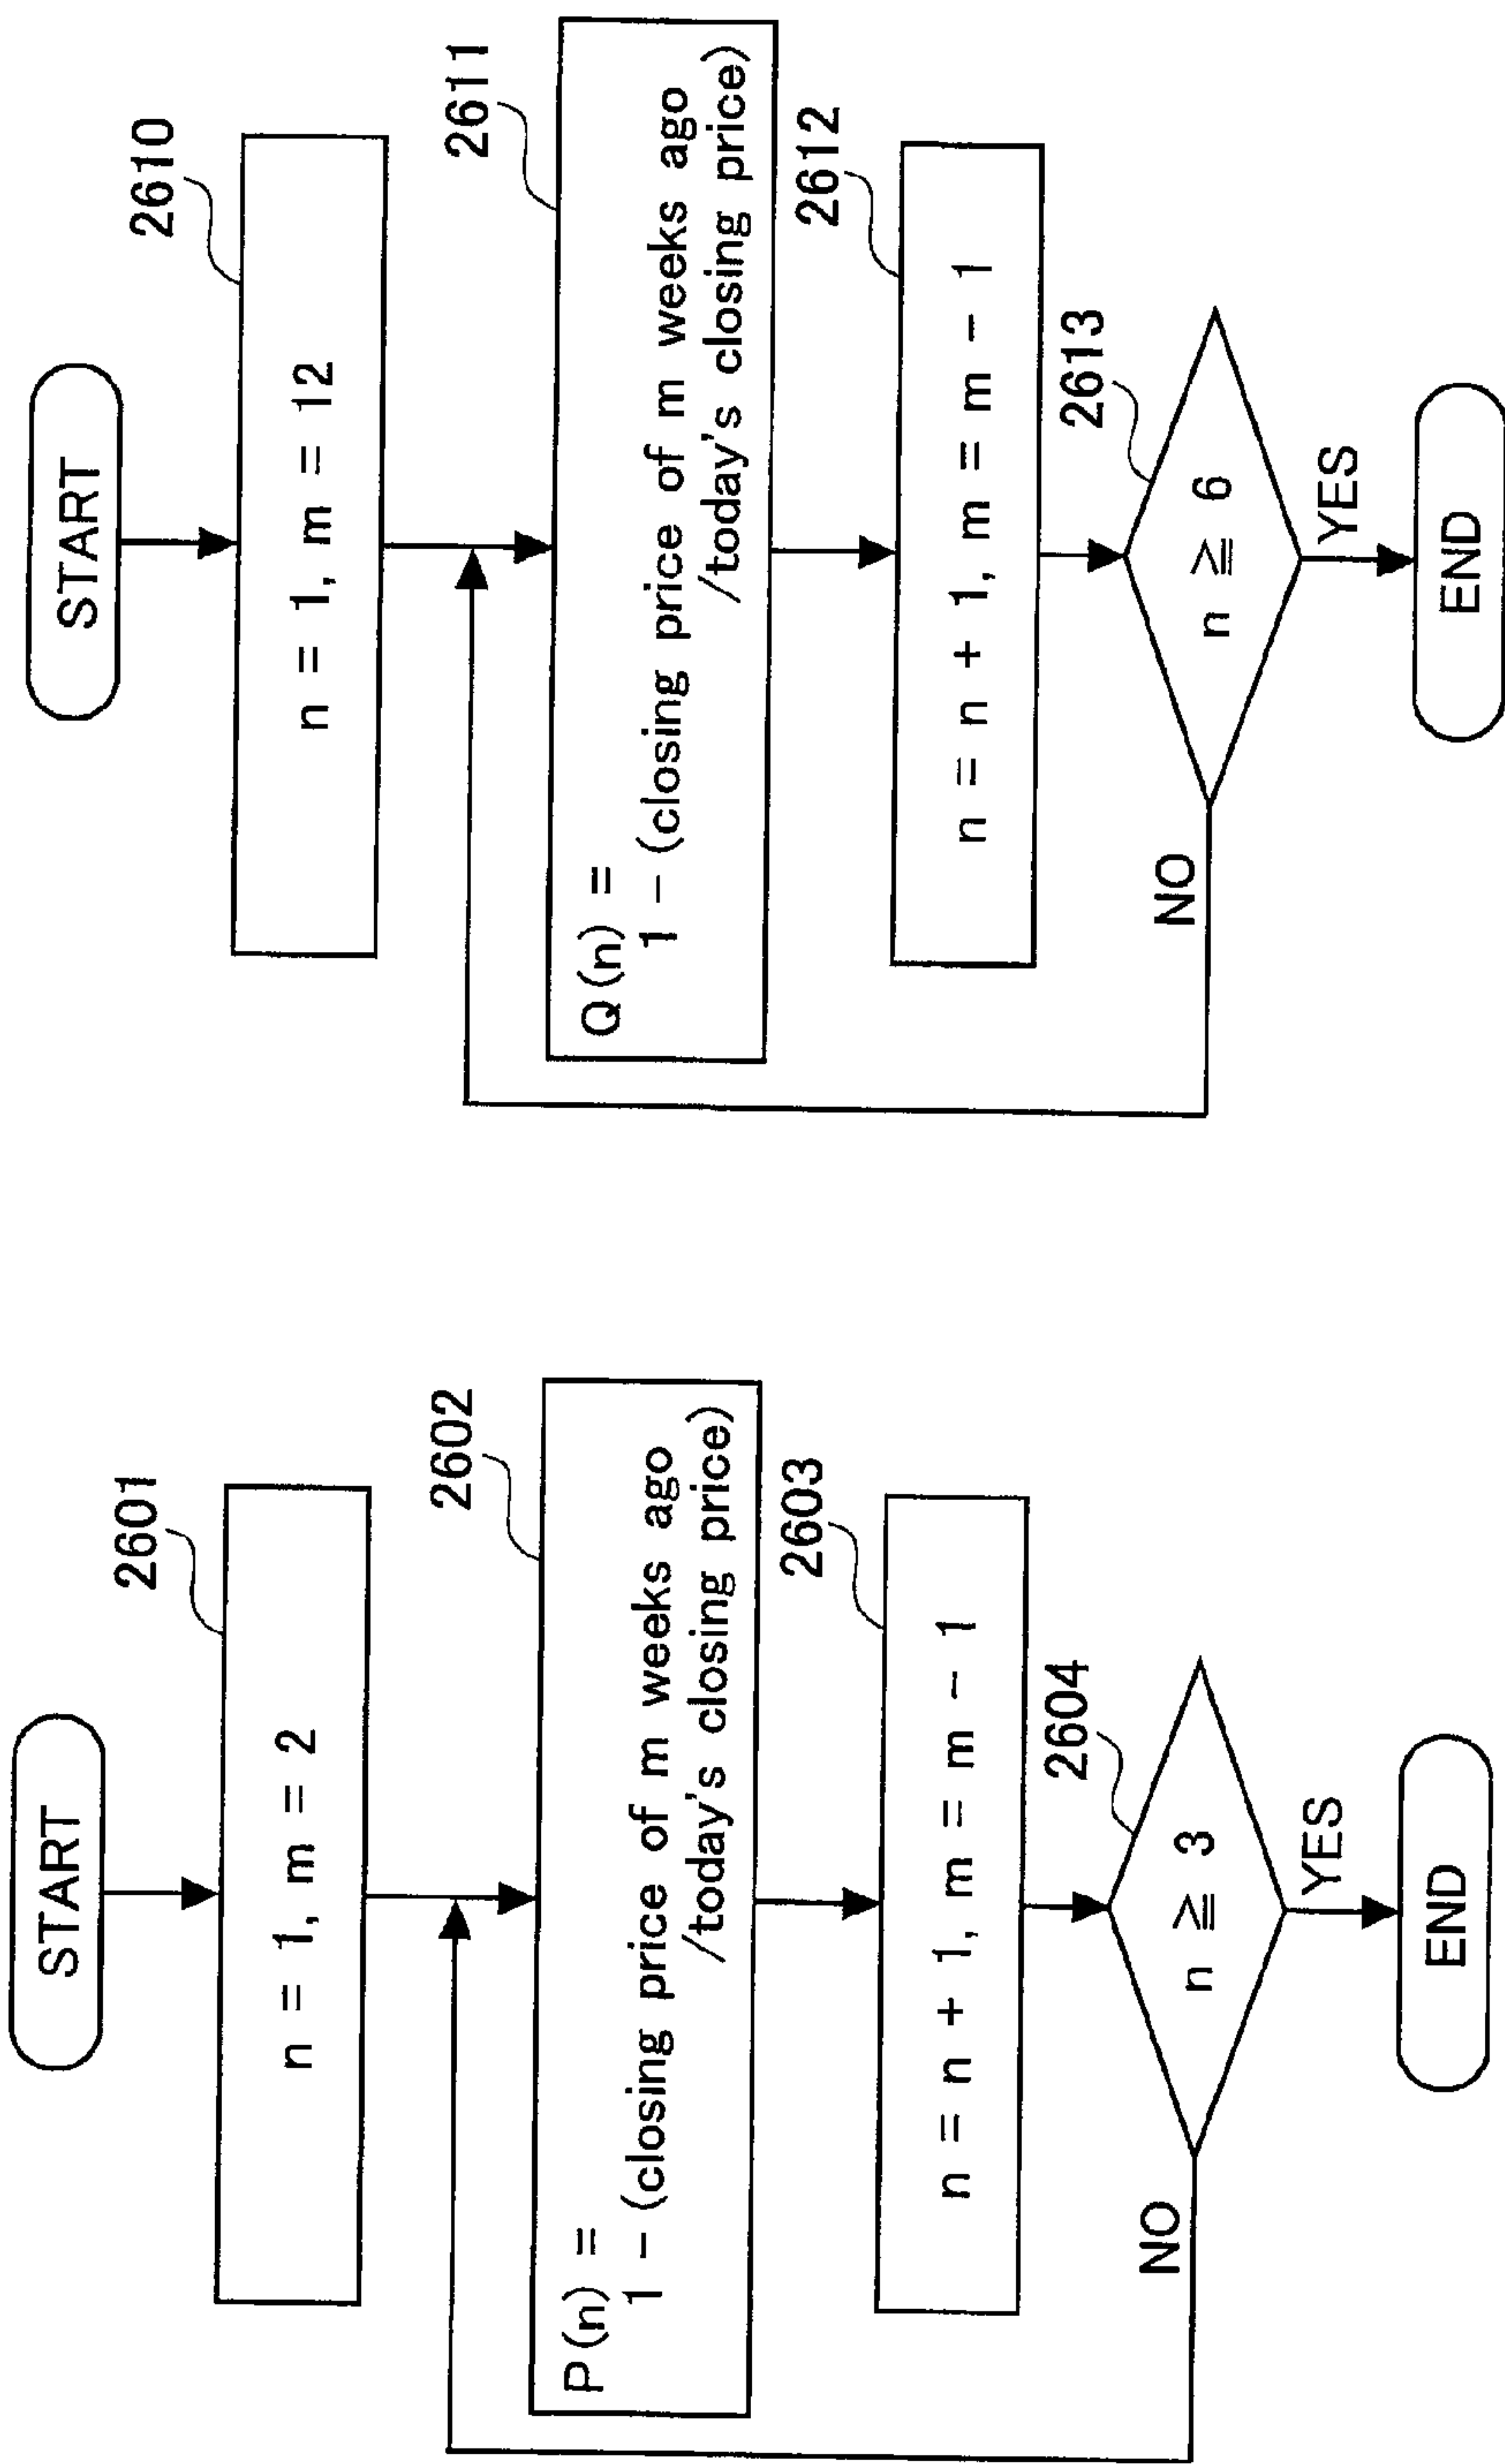 START
2601
n = 1, m = 2
2602
P(n) =
1 - (closing price of m weeks ago
/today's closing price)
2603
n = n + 1, m = m - 1
2604
n ≧ 3
NO
YES
END
START
2610
n = 1, m = 12
2611
Q(n) =
1 - (closing price of m weeks ago
/today's closing price)
2612
n = n + 1, m = m - 1
2613
n ≧ 6
NO
YES
END